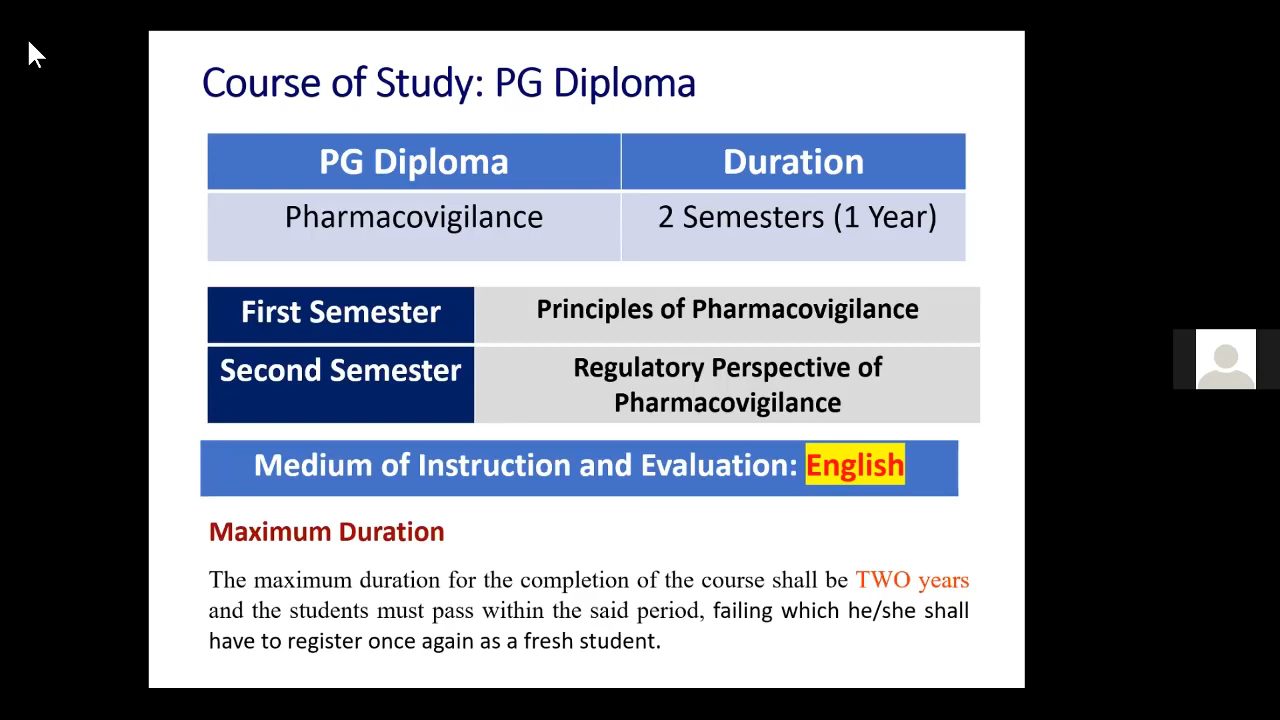 Course of Study: PG Diploma
PG Diploma Duration
Pharmacovigilance 2 Semesters (1 Year)
First Semester Principles of Pharmacovigilance
Second Semester Regulatory Perspective of
Pharmacovigilance
Medium of Instruction and Evaluation: English
Maximum Duration
The maximum duration for the completion of the course shall be TWO years
and the students must pass within the said period, failing which he/she shall
have to register once again as a fresh student.